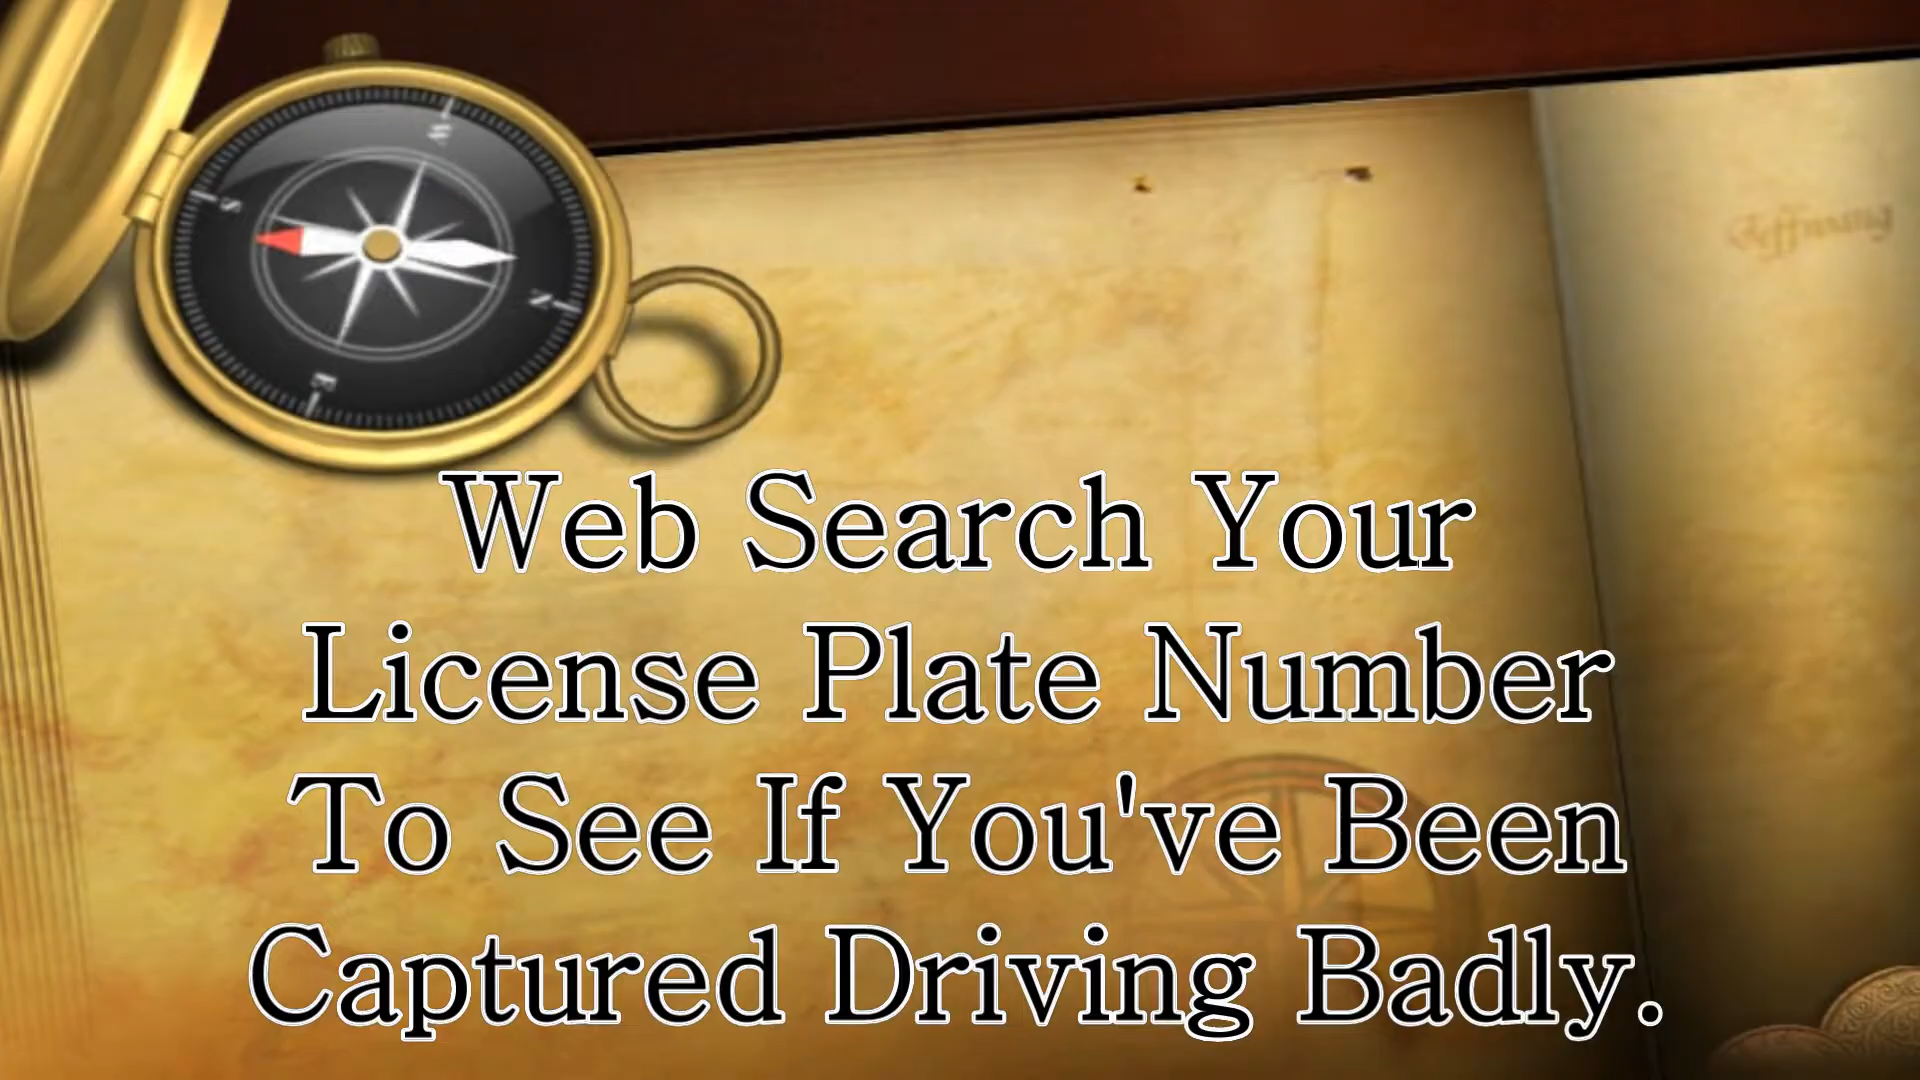 W
S
N
E
Web Search Your
License Plate Number
To See If You've Been
Captured Driving Badly.